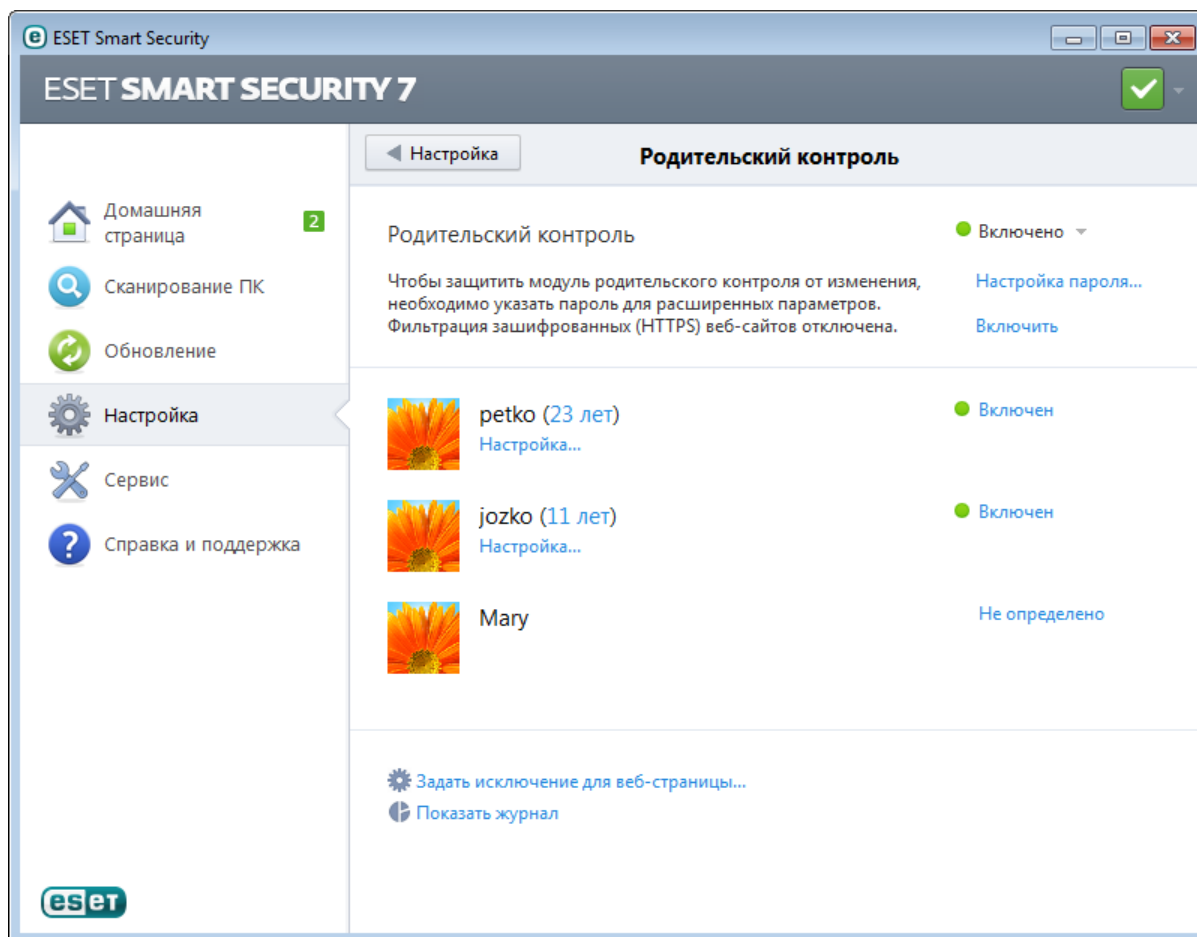 ESET Smart Security
ESET SMART SECURITY 7
Настройка
Родительский контроль
Домашняя
страница
2
Сканирование ПК
Обновление
Настройка
Сервис
Справка и поддержка
Родительский контроль
Включено
Чтобы защитить модуль родительского контроля от изменения,
необходимо указать пароль для расширенных параметров.
Фильтрация зашифрованных (HTTPS) веб-сайтов отключена.
Настройка пароля...
Включить
petko (23 лет)
Настройка...
Включен
jozko (11 лет)
Настройка...
Включен
Mary
Не определено
Задать исключение для веб-страницы...
Показать журнал
eseT